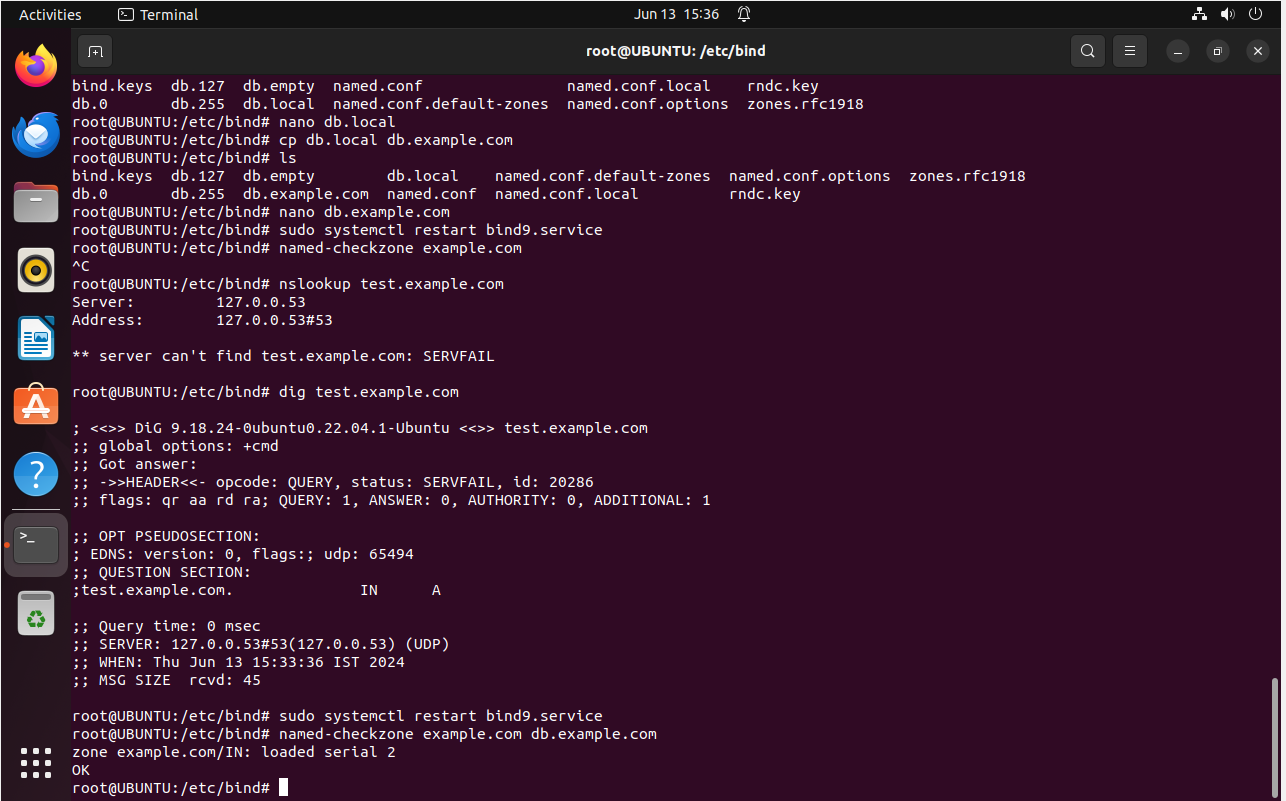 Activities
Terminal
Jun 13 15:36
root@UBUNTU: /etc/bind
bind.keys  db.127  db.empty  named.conf                named.conf.local    rndc.key
db.0       db.255  db.local  named.conf.default-zones  named.conf.options  zones.rfc1918
root@UBUNTU:/etc/bind# nano db.local
root@UBUNTU:/etc/bind# cp db.local db.example.com
root@UBUNTU:/etc/bind# ls
bind.keys  db.127  db.empty        db.local    named.conf.default-zones  named.conf.options  zones.rfc1918
db.0       db.255  db.example.com  named.conf  named.conf.local          rndc.key
root@UBUNTU:/etc/bind# nano db.example.com
root@UBUNTU:/etc/bind# sudo systemctl restart bind9.service
root@UBUNTU:/etc/bind# named-checkzone example.com
^C
root@UBUNTU:/etc/bind# nslookup test.example.com
Server:         127.0.0.53
Address:        127.0.0.53#53
** server can't find test.example.com: SERVFAIL
root@UBUNTU:/etc/bind# dig test.example.com
; <<>> DiG 9.18.24-0ubuntu0.22.04.1-Ubuntu <<>> test.example.com
;; global options: +cmd
;; Got answer:
;; ->>HEADER<<- opcode: QUERY, status: SERVFAIL, id: 20286
;; flags: qr aa rd ra; QUERY: 1, ANSWER: 0, AUTHORITY: 0, ADDITIONAL: 1
;; OPT PSEUDOSECTION:
; EDNS: version: 0, flags:; udp: 65494
;; QUESTION SECTION:
;test.example.com.              IN      A
;; Query time: 0 msec
;; SERVER: 127.0.0.53#53(127.0.0.53) (UDP)
;; WHEN: Thu Jun 13 15:33:36 IST 2024
;; MSG SIZE  rcvd: 45
root@UBUNTU:/etc/bind# sudo systemctl restart bind9.service
root@UBUNTU:/etc/bind# named-checkzone example.com db.example.com
zone example.com/IN: loaded serial 2
OK
root@UBUNTU:/etc/bind#